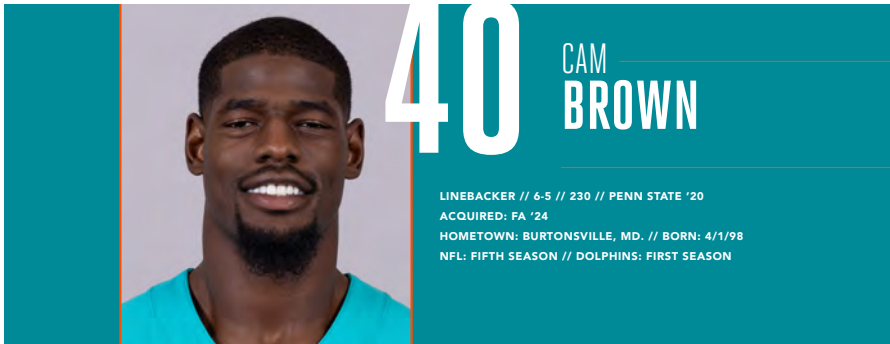 40
CAM
BROWN
LINEBACKER // 6-5 // 230 // PENN STATE ’20
ACQUIRED: FA ’24
HOMETOWN: BURTONSVILLE, MD. // BORN: 4/1/98
NFL: FIFTH SEASON // DOLPHINS: FIRST SEASON